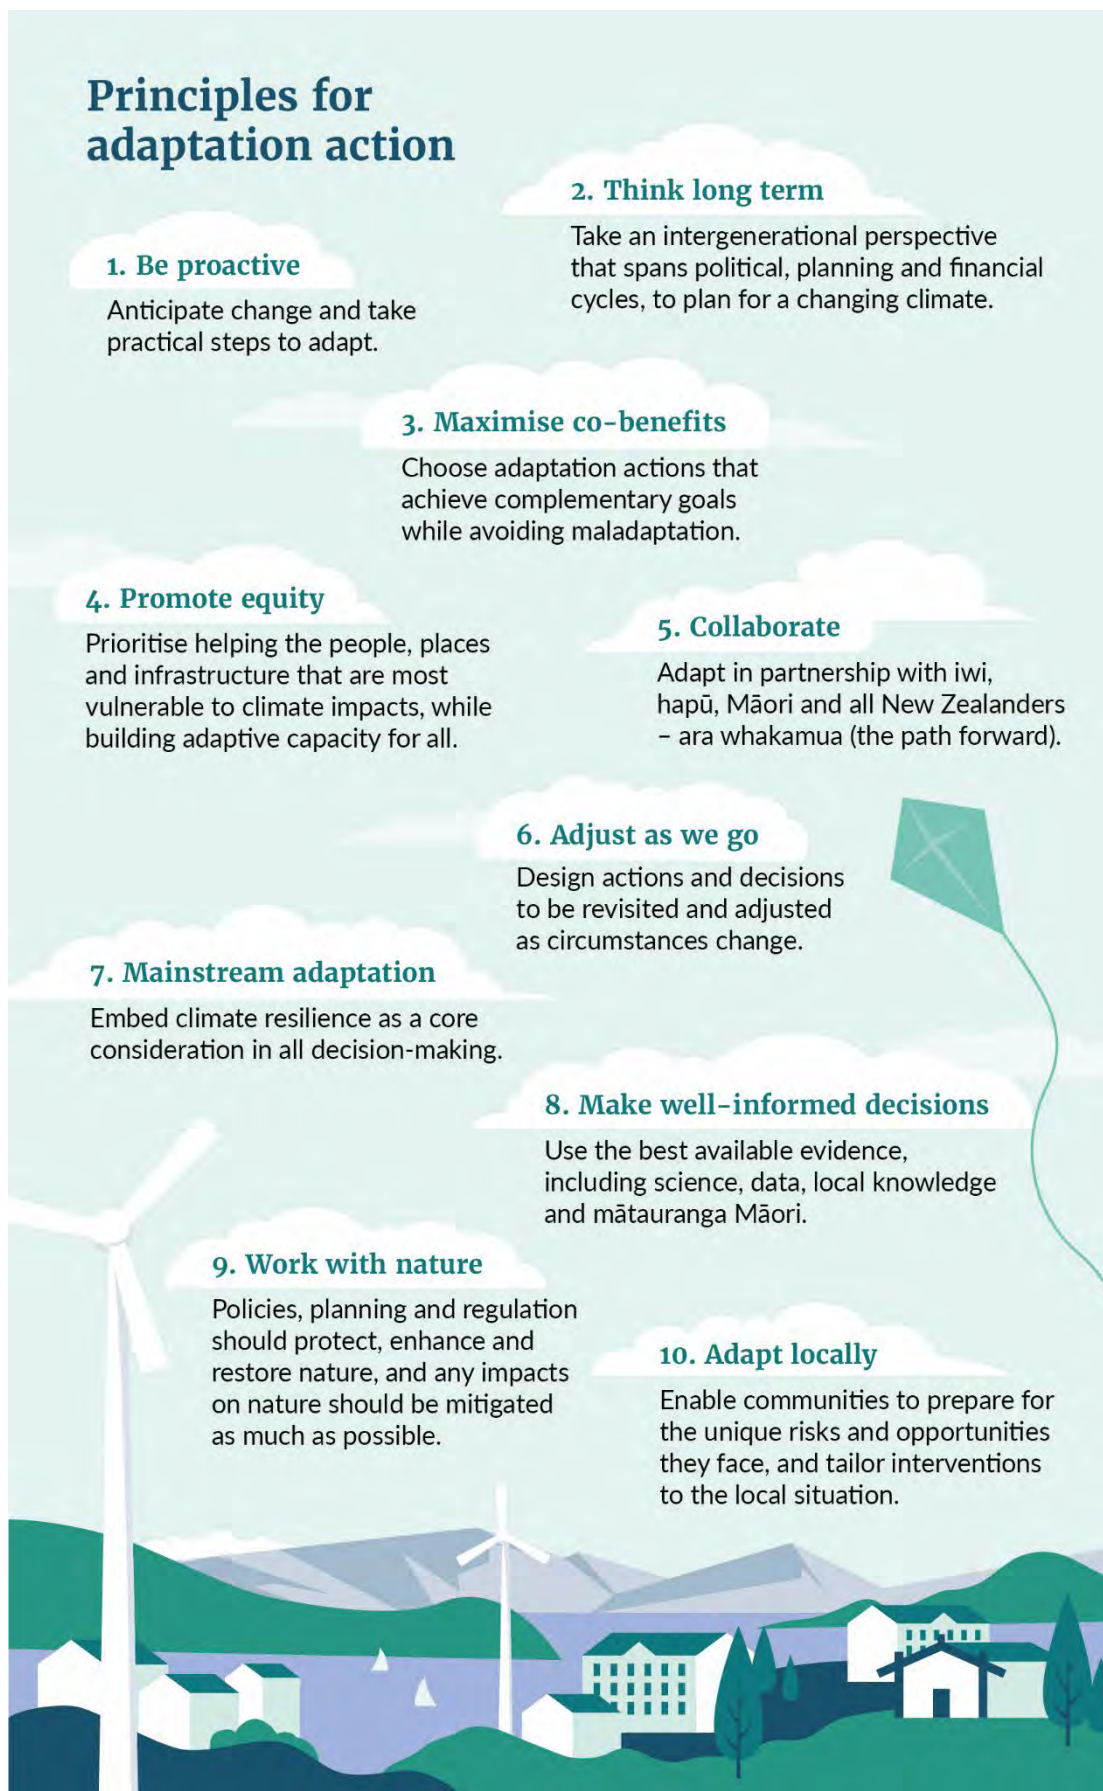 Principles for
adaptation action
1. Be proactive
Anticipate change and take
practical steps to adapt.
2. Think long term
Take an intergenerational perspective
that spans political, planning and financial
cycles, to plan for a changing climate.
3. Maximise co-benefits
Choose adaptation actions that
achieve complementary goals
while avoiding maladaptation.
4. Promote equity
Prioritise helping the people, places
and infrastructure that are most
vulnerable to climate impacts, while
building adaptive capacity for all.
5. Collaborate
Adapt in partnership with iwi,
hapū, Māori and all New Zealanders
– ara whakamua (the path forward).
6. Adjust as we go
Design actions and decisions
to be revisited and adjusted
as circumstances change.
7. Mainstream adaptation
Embed climate resilience as a core
consideration in all decision-making.
8. Make well-informed decisions
Use the best available evidence,
including science, data, local knowledge
and mātauranga Māori.
9. Work with nature
Policies, planning and regulation
should protect, enhance and
restore nature, and any impacts
on nature should be mitigated
as much as possible.
10. Adapt locally
Enable communities to prepare for
the unique risks and opportunities
they face, and tailor interventions
to the local situation.